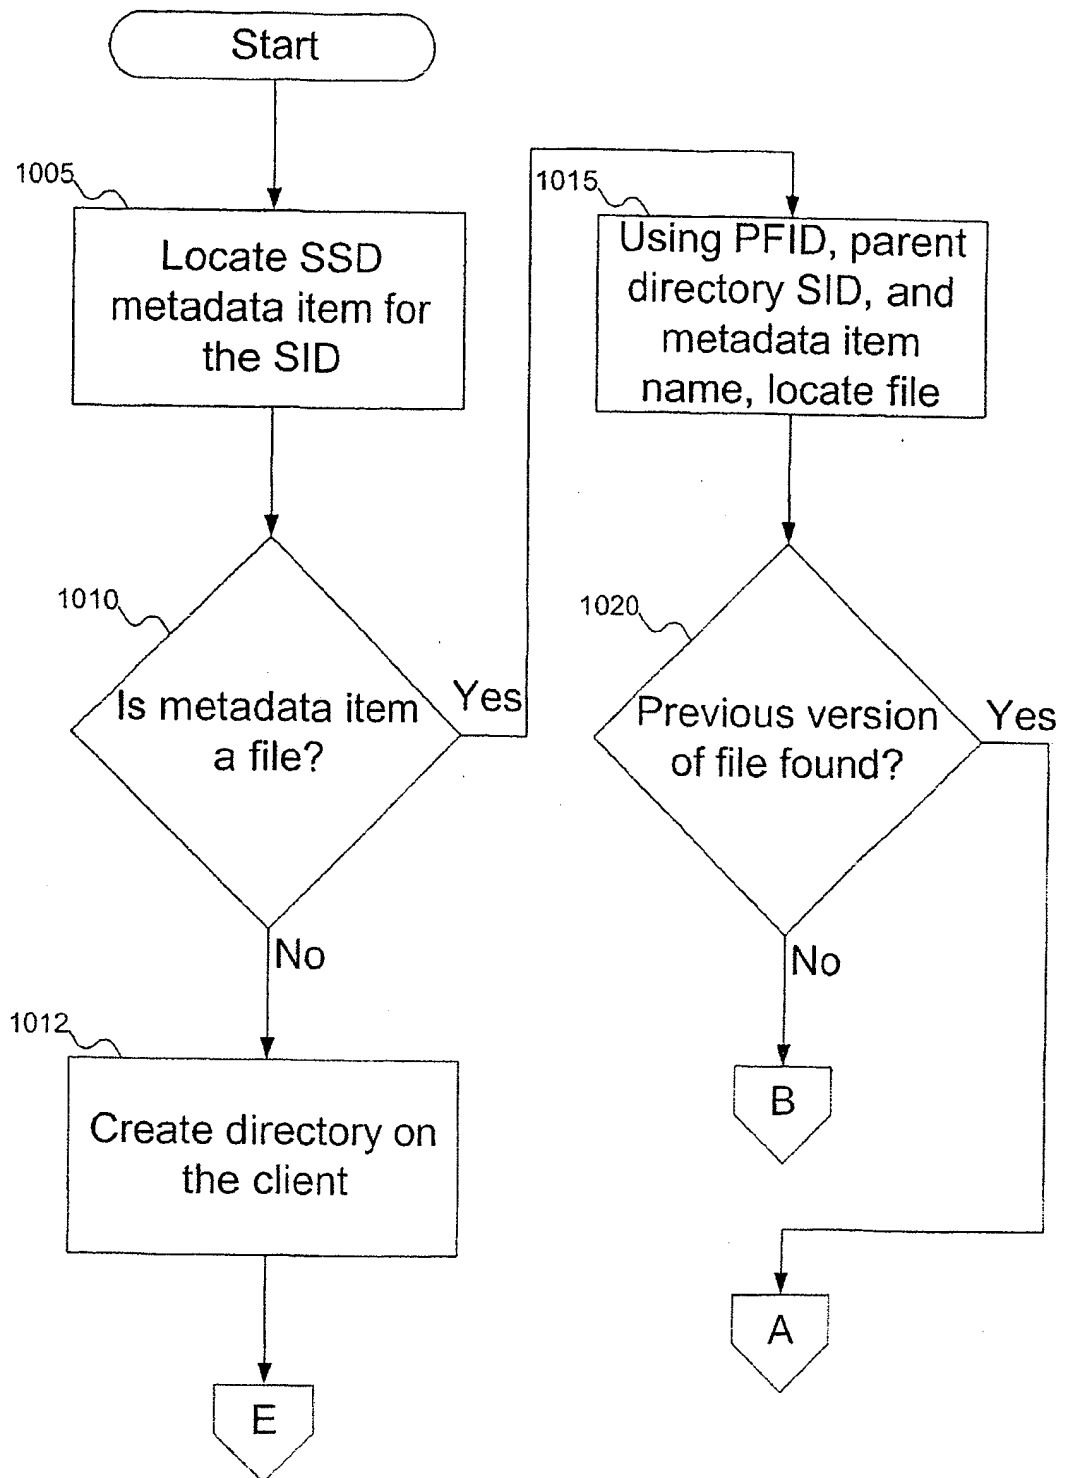 Start
1005
Locate SSD
metadata item for
the SID
1010
Is metadata item
a file?
Yes
No
1012
Create directory on
the client
E
1015
Using PFID, parent
directory SID, and
metadata item
name, locate file
1020
Previous version
of file found?
Yes
No
B
A